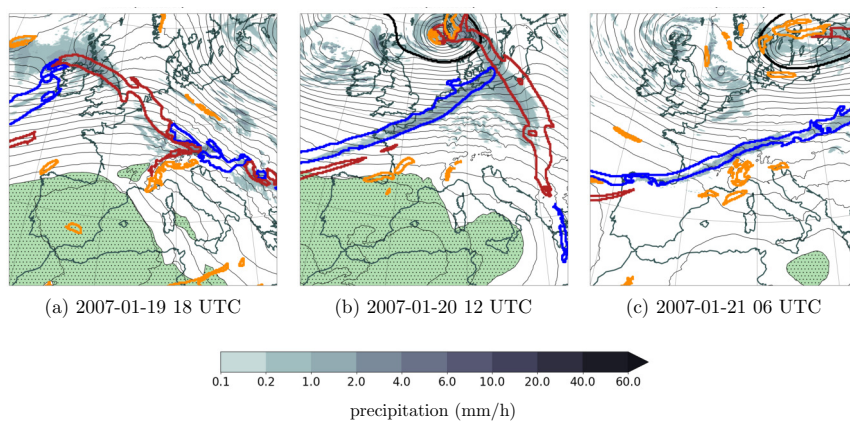 (a) 2007-01-19 18 UTC
(b) 2007-01-20 12 UTC
(c) 2007-01-21 06 UTC
0.1 0.2 1.0 2.0 4.0 6.0 10.0 20.0 40.0 60.0
precipitation (mm/h)